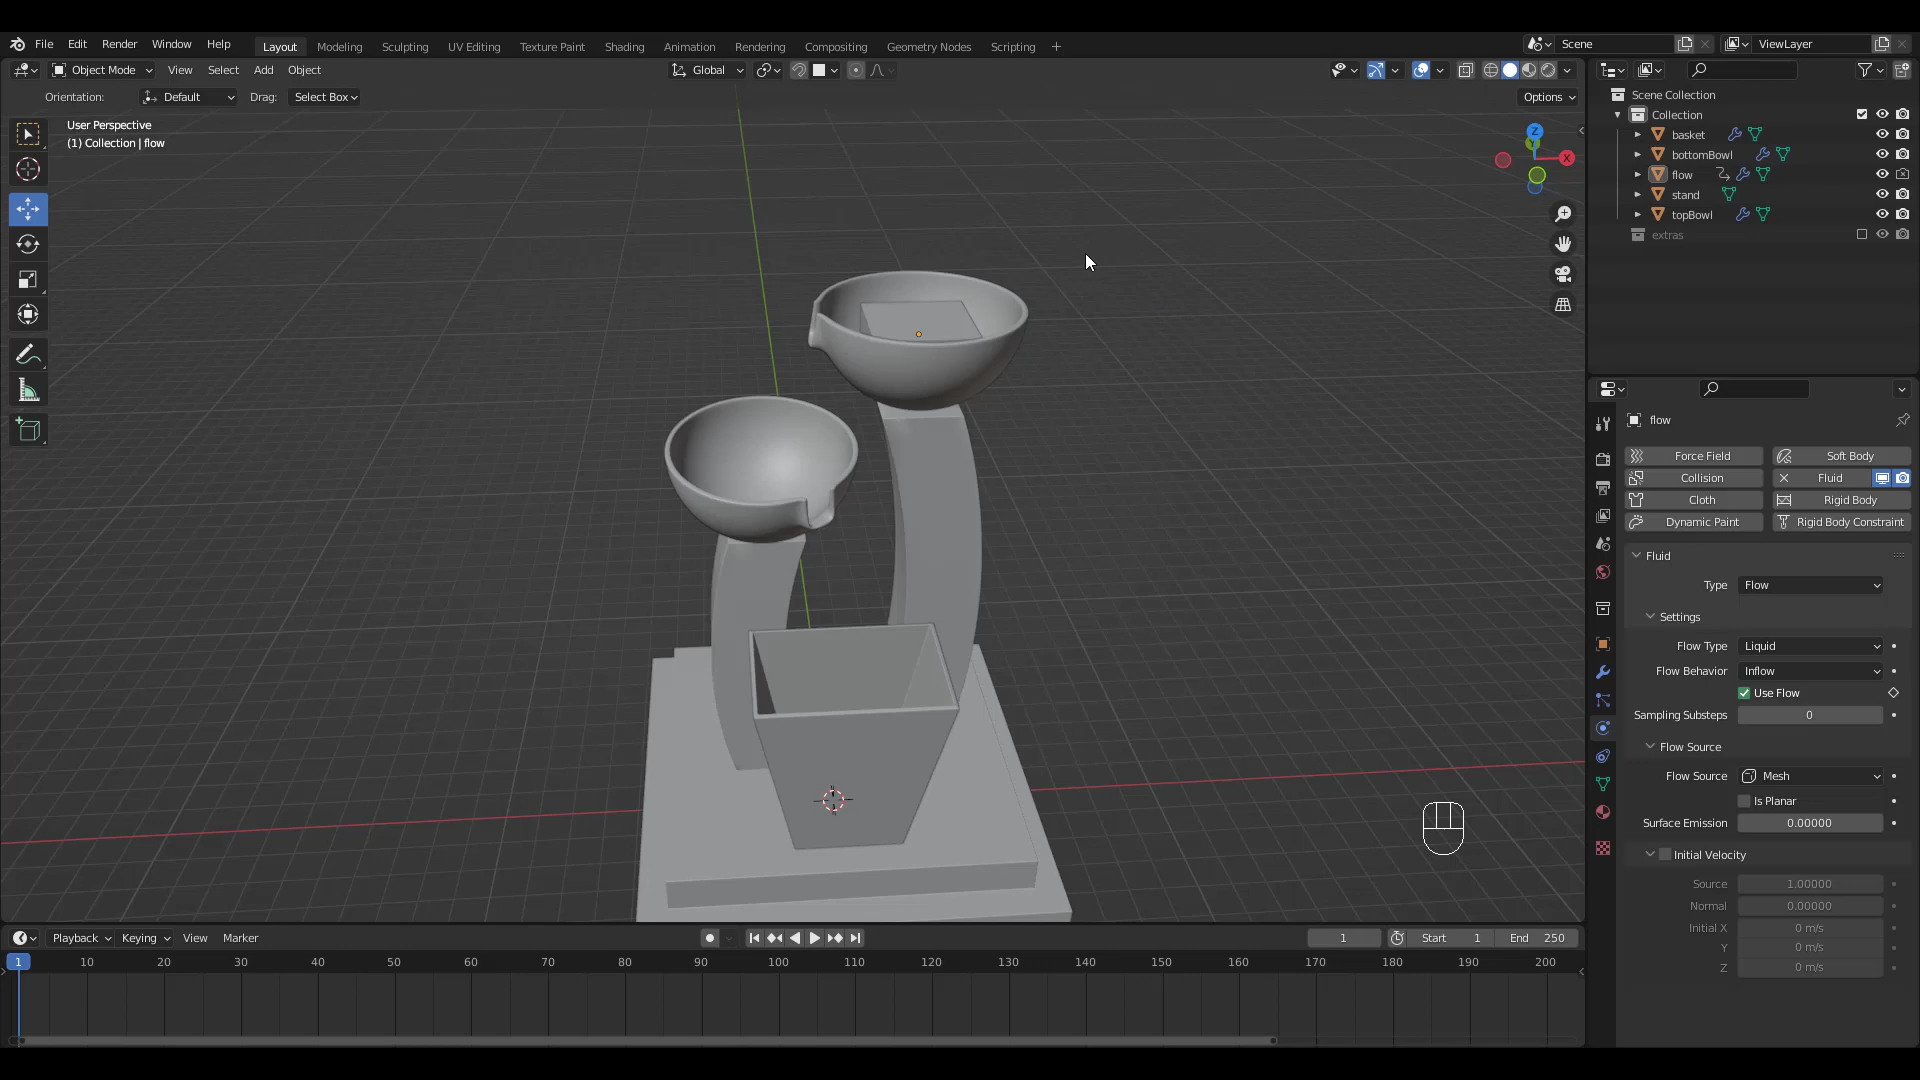 File Edit Render Window Help Layout Modeling Sculpting UV Editing Texture Paint Shading Animation Rendering Compositing Geometry Nodes Scripting + Scene ViewLayer
Object Mode View Select Add Object Global
Orientation: Default Drag: Select Box Options
User Perspective
(1) Collection | flow
Z
Y
X
Scene Collection
Collection
basket
bottomBowl
flow
stand
topBowl
extras
flow
Force Field Soft Body
Collision Fluid
Cloth Rigid Body
Dynamic Paint Rigid Body Constraint
Fluid
Type Flow
Settings
Flow Type Liquid
Flow Behavior Inflow
Use Flow
Sampling Substeps 0
Flow Source
Flow Source Mesh
Is Planar
Surface Emission 0.00000
Initial Velocity
Source 1.00000
Normal 0.00000
Initial X 0 m/s
Y 0 m/s
Z 0 m/s
Playback Keying View Marker 1 Start 1 End 250
1 10 20 30 40 50 60 70 80 90 100 110 120 130 140 150 160 170 180 190 200